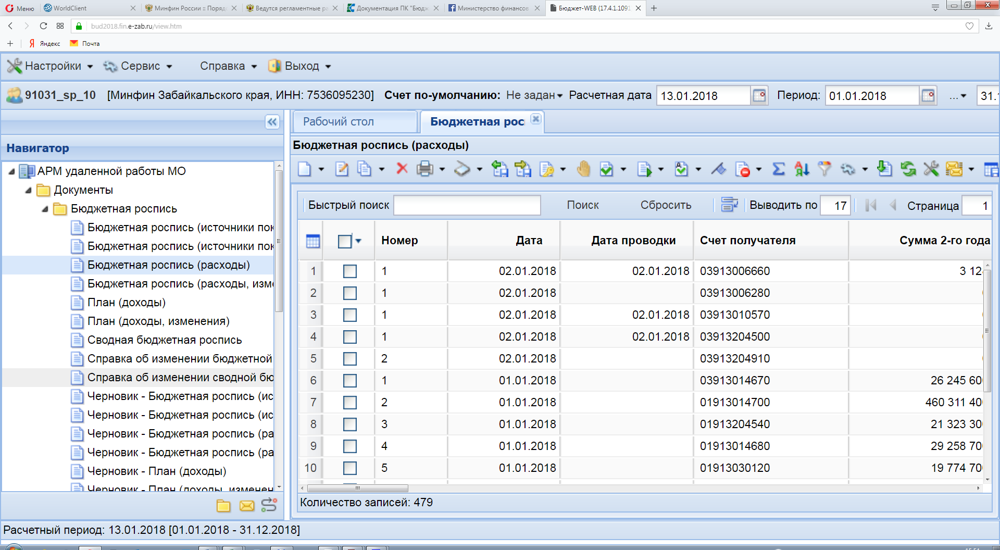 Меню WorldClient Минфин России :: Поряд Ведутся регламентные ра Документация ПК "Бюдж Министерство финансов Бюджет-WEB (17.4.1.1091
bud2018.fin.e-zab.ru/view.htm
Яндекс Почта
Настройки Сервис Справка Выход
91031_sp_10 [Минфин Забайкальского края, ИНН: 7536095230] Счет по-умолчанию: Не задан Расчетная дата 13.01.2018 Период: 01.01.2018 ... 31.
Рабочий стол Бюджетная рос
Навигатор
Бюджетная роспись (расходы)
АРМ удаленной работы МО
Документы
Бюджетная роспись
Бюджетная роспись (источники пок
Бюджетная роспись (источники пок
Бюджетная роспись (расходы)
Бюджетная роспись (расходы, изме
План (доходы)
План (доходы, изменения)
Сводная бюджетная роспись
Справка об изменении бюджетной
Справка об изменении сводной бю
Черновик - Бюджетная роспись (ис
Черновик - Бюджетная роспись (ис
Черновик - Бюджетная роспись (ра
Черновик - Бюджетная роспись (ра
Черновик - План (доходы)
Черновик - План (доходы, изменен
Быстрый поиск Поиск Сбросить Выводить по 17 Страница 1
Номер Дата Дата проводки Счет получателя Сумма 2-го года
1 1 02.01.2018 02.01.2018 03913006660 3 12
2 1 02.01.2018 03913006280
3 1 02.01.2018 02.01.2018 03913010570
4 1 02.01.2018 02.01.2018 03913204500
5 2 02.01.2018 03913204910
6 1 01.01.2018 03913014670 26 245 60
7 2 01.01.2018 01913014700 460 311 40
8 3 01.01.2018 01913204540 21 323 30
9 4 01.01.2018 01913014680 29 258 70
10 5 01.01.2018 01913030120 19 774 70
Количество записей: 479
Расчетный период: 13.01.2018 [01.01.2018 - 31.12.2018]